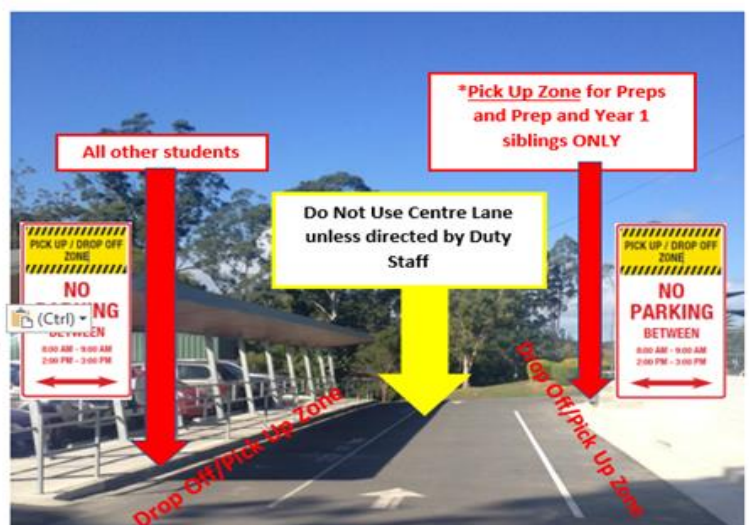 *Pick Up Zone for Preps
and Prep and Year 1
siblings ONLY
All other students
Do Not Use Centre Lane
unless directed by Duty
Staff
PICK UP / DROP OFF
ZONE
NO
PARKING
BETWEEN
8:00 AM - 9:00 AM
2:00 PM - 3:00 PM
(Ctrl)
PICK UP / DROP OFF
ZONE
NO
PARKING
BETWEEN
8:00 AM - 9:00 AM
2:00 PM - 3:00 PM
Drop Off/Pick Up Zone
Drop Off/Pick Up Zone